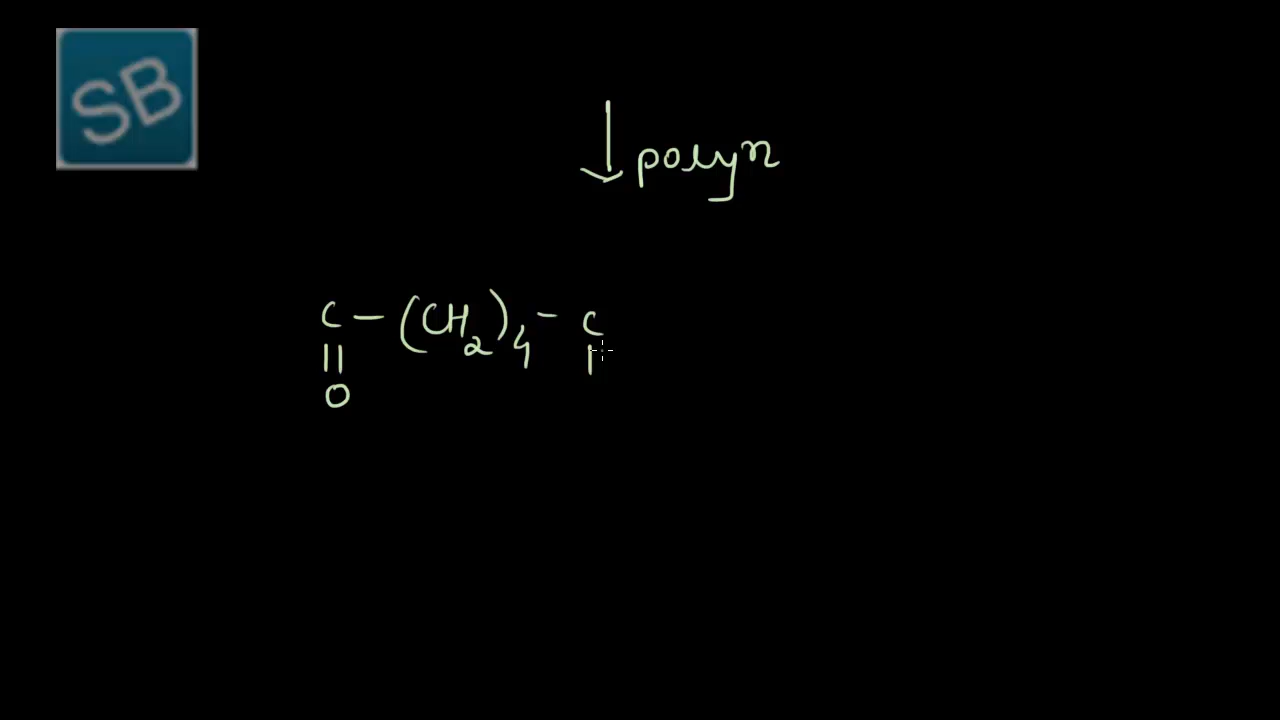 SB
↓ polyn
C – (CH₂)₄ – C
|| |
O